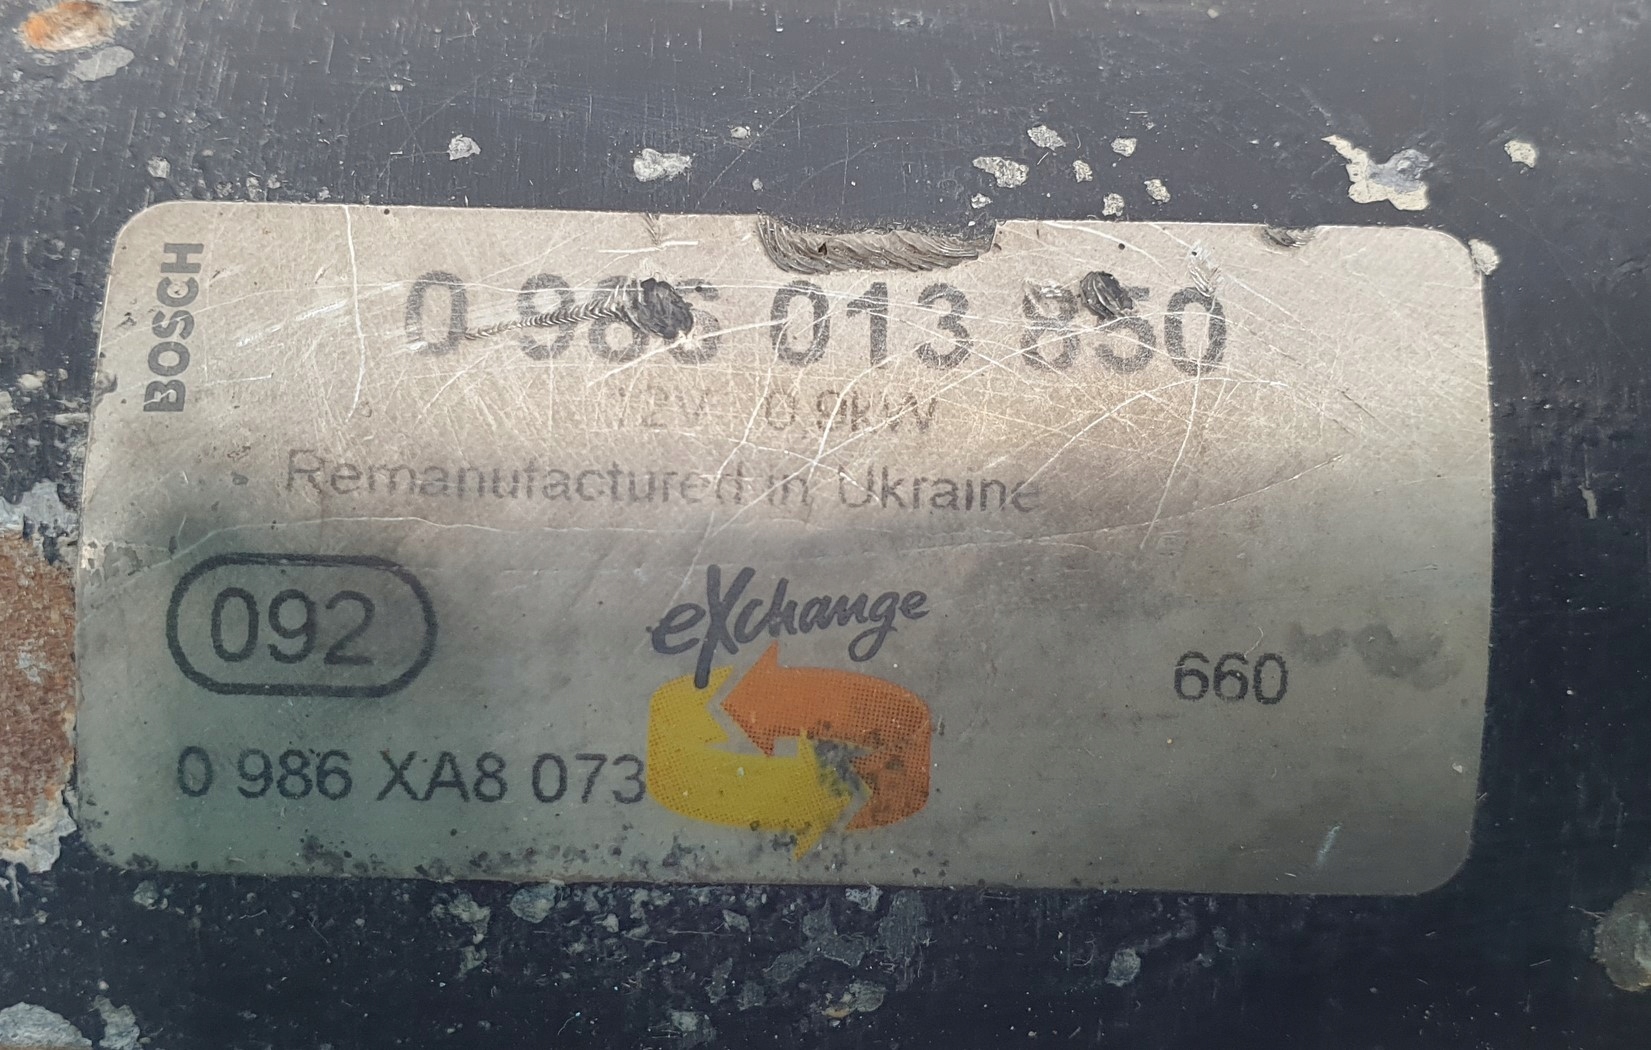 BOSCH
0 986 013 850
12V 0,9kW
Remanufactured in Ukraine
092
eXchange
660
0 986 XA8 073